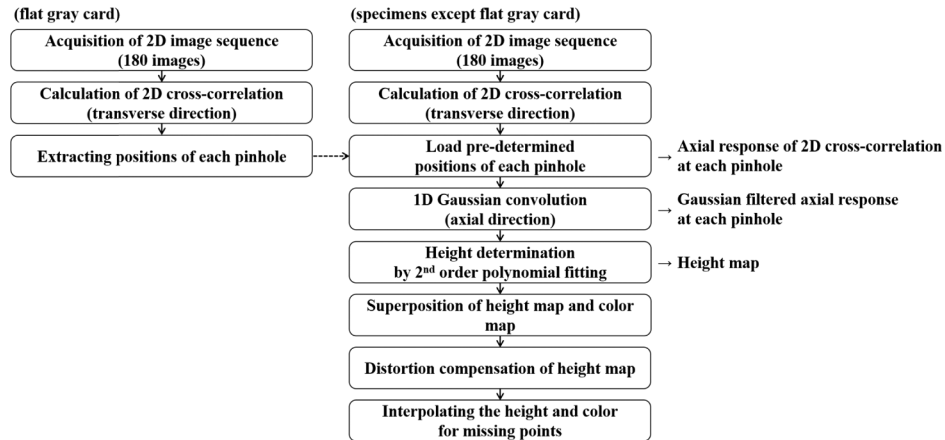 (flat gray card)
Acquisition of 2D image sequence
(180 images)
Calculation of 2D cross-correlation
(transverse direction)
Extracting positions of each pinhole
(specimens except flat gray card)
Acquisition of 2D image sequence
(180 images)
Calculation of 2D cross-correlation
(transverse direction)
Load pre-determined
positions of each pinhole
→ Axial response of 2D cross-correlation
at each pinhole
1D Gaussian convolution
(axial direction)
→ Gaussian filtered axial response
at each pinhole
Height determination
by 2nd order polynomial fitting
→ Height map
Superposition of height map and color
map
Distortion compensation of height map
Interpolating the height and color
for missing points